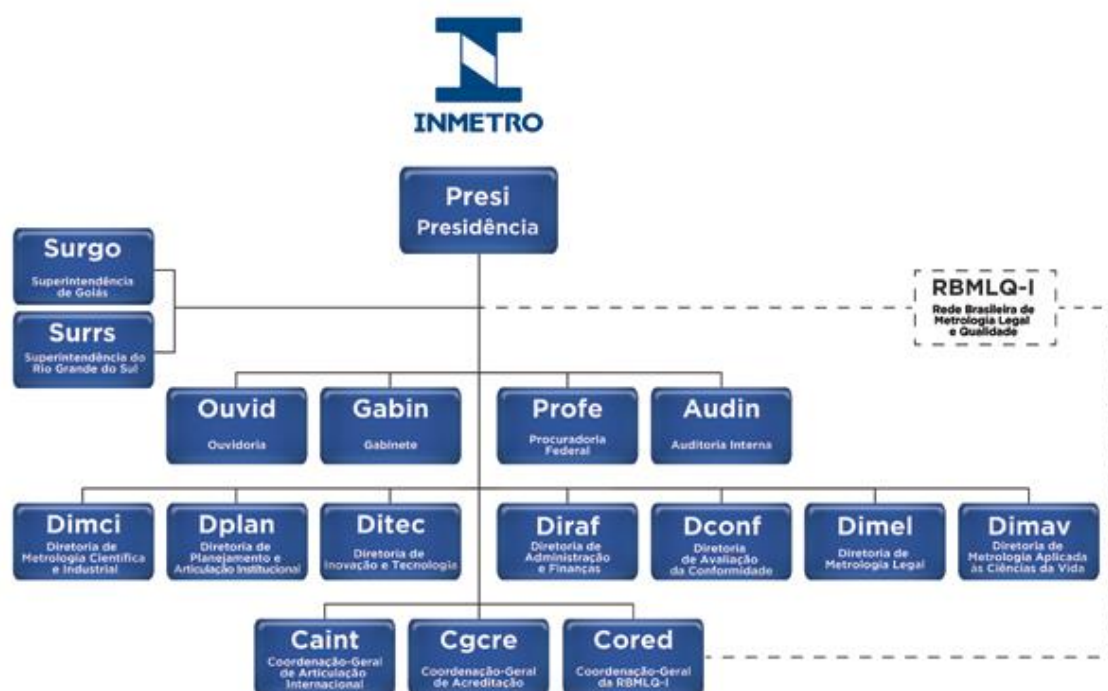 INMETRO
Presi
Presidência
Surgo
Superintendência
de Goiás
Surrs
Superintendência do
Rio Grande do Sul
RBMLQ-I
Rede Brasileira de
Metrologia Legal
e Qualidade
Ouvid
Ouvidoria
Gabin
Gabinete
Profe
Procuradoria
Federal
Audin
Auditoria Interna
Dimci
Diretoria de
Metrologia Científica
e Industrial
Dplan
Diretoria de
Planejamento e
Articulação Institucional
Ditec
Diretoria de
Inovação e Tecnologia
Diraf
Diretoria de
Administração
e Finanças
Dconf
Diretoria
de Avaliação
da Conformidade
Dimel
Diretoria de
Metrologia Legal
Dimav
Diretoria de
Metrologia Aplicada
às Ciências da Vida
Caint
Coordenação-Geral
de Articulação
Internacional
Cgcre
Coordenação-Geral
de Acreditação
Cored
Coordenação-Geral
da RBMLQ-I